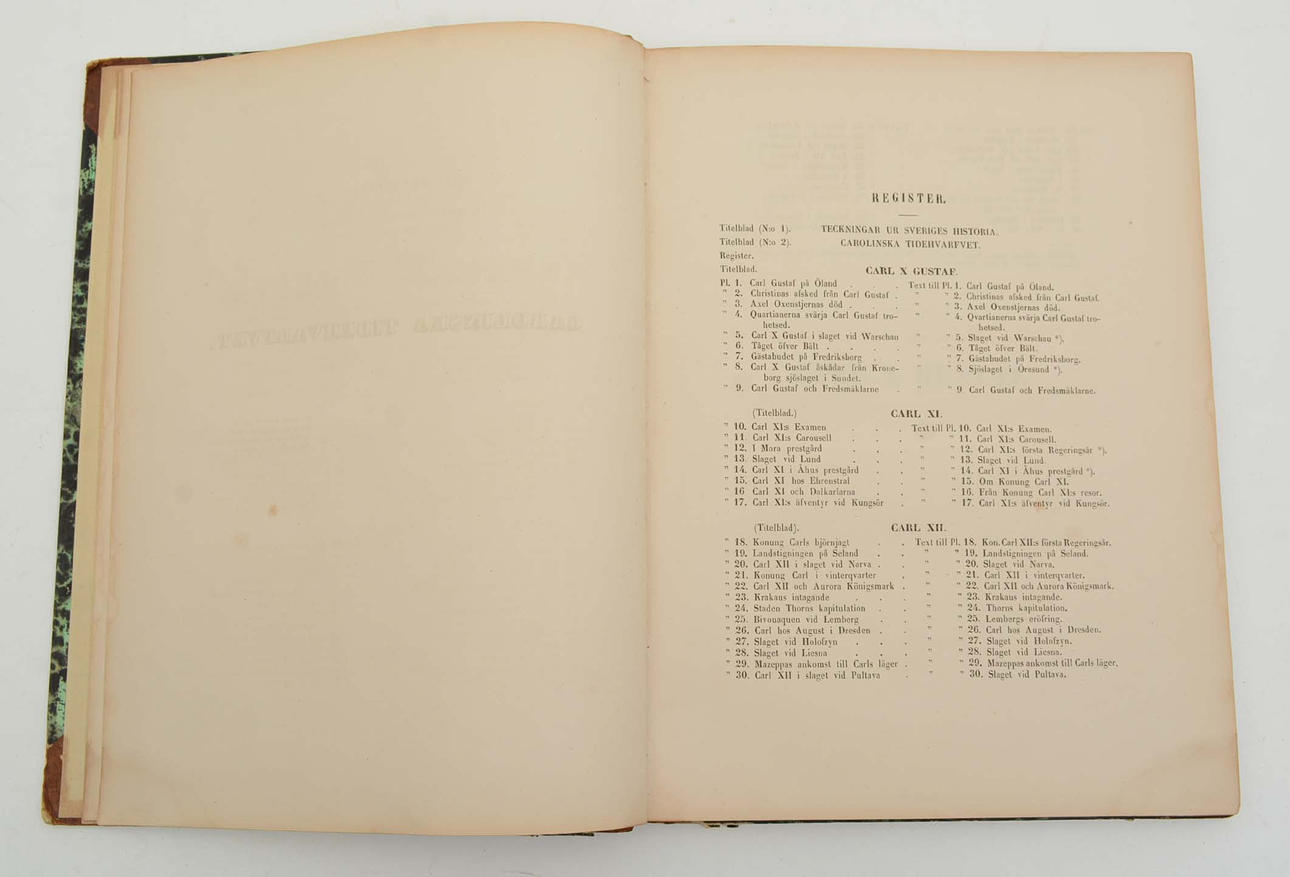 REGISTER.
Titelblad (N:o 1). TECKNINGAR UR SVERIGES HISTORIA.
Titelblad (N:o 2). CAROLINSKA TIDEHVARFVET.
Register.
Titelblad. CARL X GUSTAF.
Pl. 1. Carl Gustaf på Öland . . . Text till Pl. 1. Carl Gustaf på Öland.
" 2. Christinas afsked från Carl Gustaf . " " 2. Christinas afsked från Carl Gustaf.
" 3. Axel Oxenstjernas död . . . " " 3. Axel Oxenstjernas död.
" 4. Quartianerna svärja Carl Gustaf tro- " " 4. Qvartianerna svärja Carl Gustaf tro-
hetsed. hetsed.
" 5. Carl X Gustaf i slaget vid Warschau " " 5. Slaget vid Warschau *).
" 6. Tåget öfver Bält . . . . " " 6. Tåget öfver Bält.
" 7. Gästabudet på Fredriksborg . . " " 7. Gästabudet på Fredriksborg.
" 8. Carl X Gustaf åskådar från Krone- " " 8. Sjöslaget i Öresund *).
borg sjöslaget i Sundet.
" 9. Carl Gustaf och Fredsmäklarne . " " 9. Carl Gustaf och Fredsmäklarne.
(Titelblad.) CARL XI.
" 10. Carl XI:s Examen . . . Text till Pl. 10. Carl XI:s Examen.
" 11. Carl XI:s Carousell . . . " " 11. Carl XI:s Carousell.
" 12. I Mora prestgård . . . " " 12. Carl XI:s första Regeringsår *).
" 13. Slaget vid Lund . . . " " 13. Slaget vid Lund.
" 14. Carl XI i Åhus prestgård . . " " 14. Carl XI i Åhus prestgård *).
" 15. Carl XI hos Ehrenstral . . " " 15. Om Konung Carl XI.
" 16 Carl XI och Dalkarlarna . . " " 16. Från Konung Carl XI:s resor.
" 17. Carl XI:s äfventyr vid Kungsör . " " 17. Carl XI:s äfventyr vid Kungsör.
(Titelblad). CARL XII.
" 18. Konung Carls björnjagt . . Text till Pl. 18. Kon. Carl XII:s första Regeringsår.
" 19. Landstigningen på Seland . . " " 19. Landstigningen på Seland.
" 20. Carl XII i slaget vid Narva . . " " 20. Slaget vid Narva.
" 21. Konung Carl i vinterqvarter . " " 21. Carl XII i vinterqvarter.
" 22. Carl XII och Aurora Königsmark . " " 22. Carl XII och Aurora Königsmark.
" 23. Krakaus intagande . . . " " 23. Krakaus intagande.
" 24. Staden Thorns kapitulation . . " " 24. Thorns kapitulation.
" 25. Bivouaquen vid Lemberg . . " " 25. Lembergs eröfring.
" 26. Carl hos August i Dresden . . " " 26. Carl hos August i Dresden.
" 27. Slaget vid Holofzyn . . . " " 27. Slaget vid Holofzyn.
" 28. Slaget vid Liesna . . . " " 28. Slaget vid Liesna.
" 29. Mazeppas ankomst till Carls läger . " " 29. Mazeppas ankomst till Carls läger.
" 30. Carl XII i slaget vid Pultava . " " 30. Slaget vid Pultava.